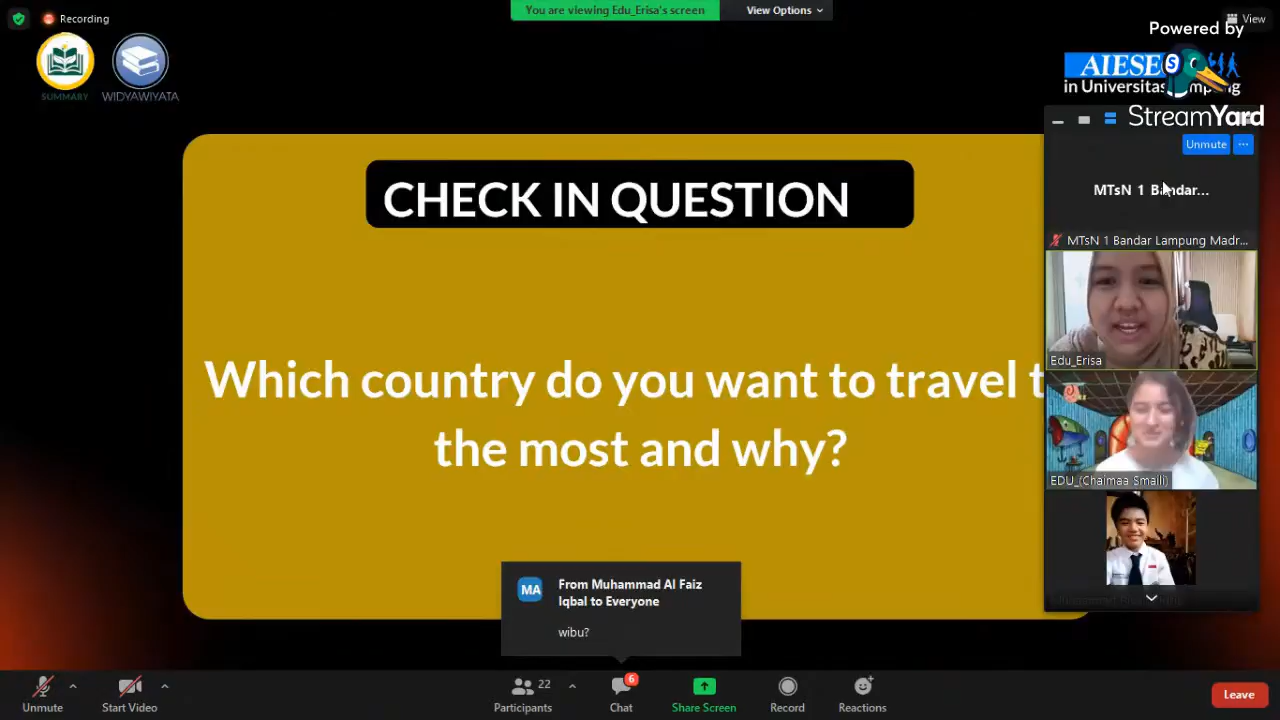 Recording
You are viewing Edu_Erisa's screen
View Options
View
Powered by
StreamYard
SUMMARY
WIDYAWIYATA
AIESE
in Universitas
Unmute
MTsN 1 Bandar...
MTsN 1 Bandar Lampung Madr...
Edu_Erisa
EDU_(Chaimaa Smaili)
CHECK IN QUESTION
Which country do you want to travel t
the most and why?
MA
From Muhammad Al Faiz
Iqbal to Everyone
wibu?
Unmute
Start Video
22
Participants
6
Chat
Share Screen
Record
Reactions
Leave